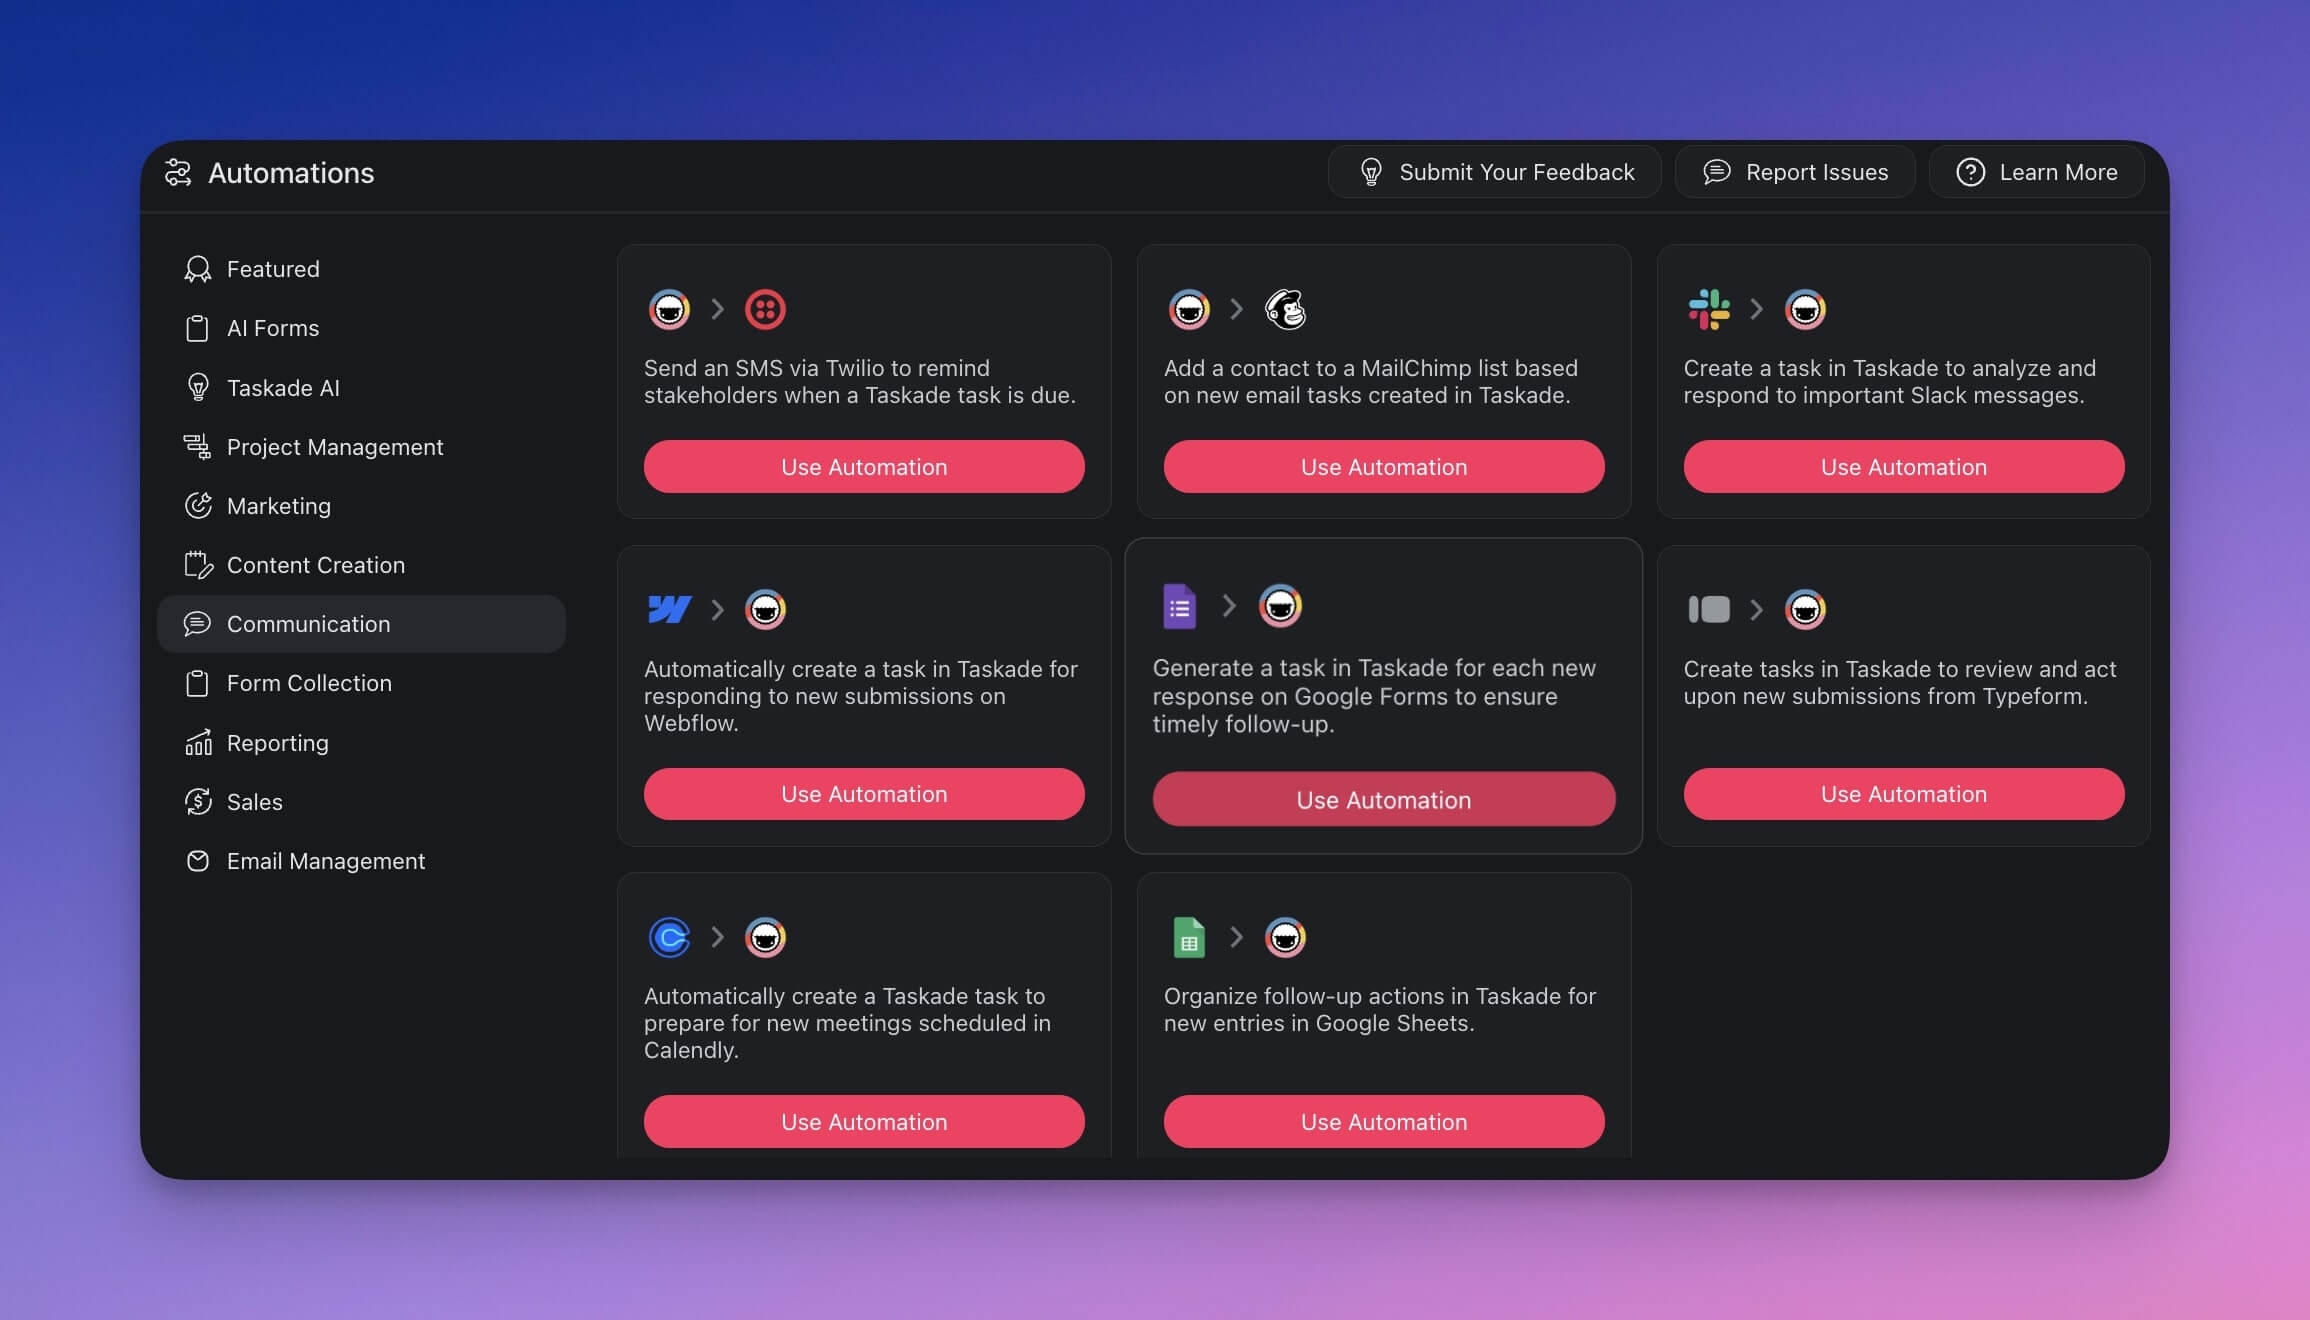 Automations
Submit Your Feedback
Report Issues
Learn More
Featured
AI Forms
Taskade AI
Project Management
Marketing
Content Creation
Communication
Form Collection
Reporting
Sales
Email Management
Send an SMS via Twilio to remind
stakeholders when a Taskade task is due.
Use Automation
Add a contact to a MailChimp list based
on new email tasks created in Taskade.
Use Automation
Create a task in Taskade to analyze and
respond to important Slack messages.
Use Automation
Automatically create a task in Taskade for
responding to new submissions on
Webflow.
Use Automation
Generate a task in Taskade for each new
response on Google Forms to ensure
timely follow-up.
Use Automation
Create tasks in Taskade to review and act
upon new submissions from Typeform.
Use Automation
Automatically create a Taskade task to
prepare for new meetings scheduled in
Calendly.
Use Automation
Organize follow-up actions in Taskade for
new entries in Google Sheets.
Use Automation